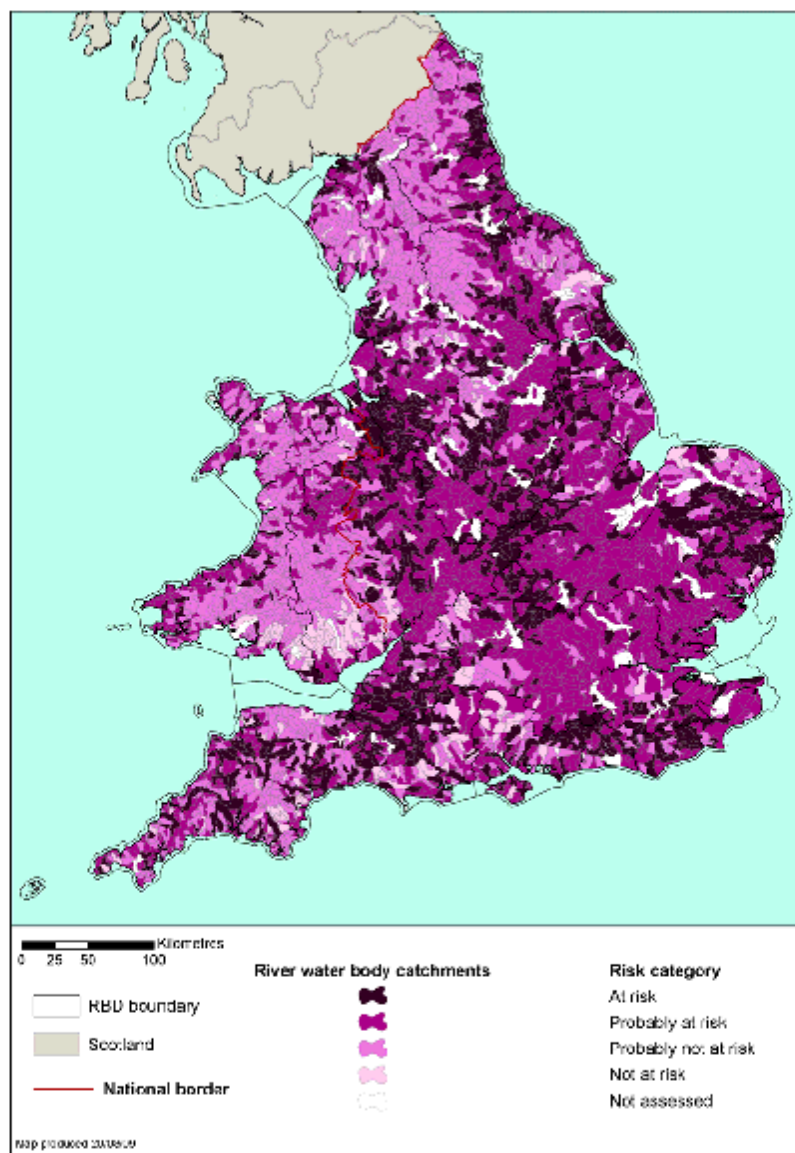 Kilometres
0 25 50 100
River water body catchments
Risk category
At risk
RBD boundary
Probably at risk
Scotland
Probably not at risk
National border
Not at risk
Not assessed
Map produced